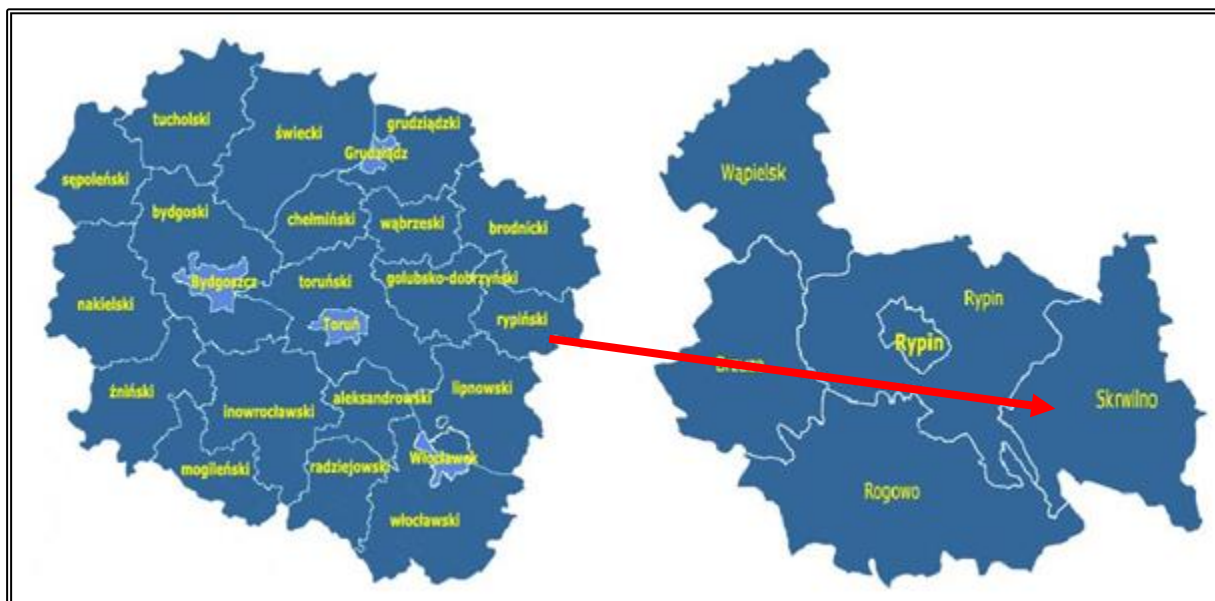 tucholski
świecki
grudziądzki
Grudziądz
sępoleński
bydgoski
chełmiński
wąbrzeski
brodnicki
Bydgoszcz
toruński
golubsko-dobrzyński
nakielski
Toruń
rypiński
żniński
inowrocławski
aleksandrowski
lipnowski
mogileński
radziejowski
Włocławek
włocławski
Wąpielsk
Rypin
Rypin
Skrwilno
Rogowo